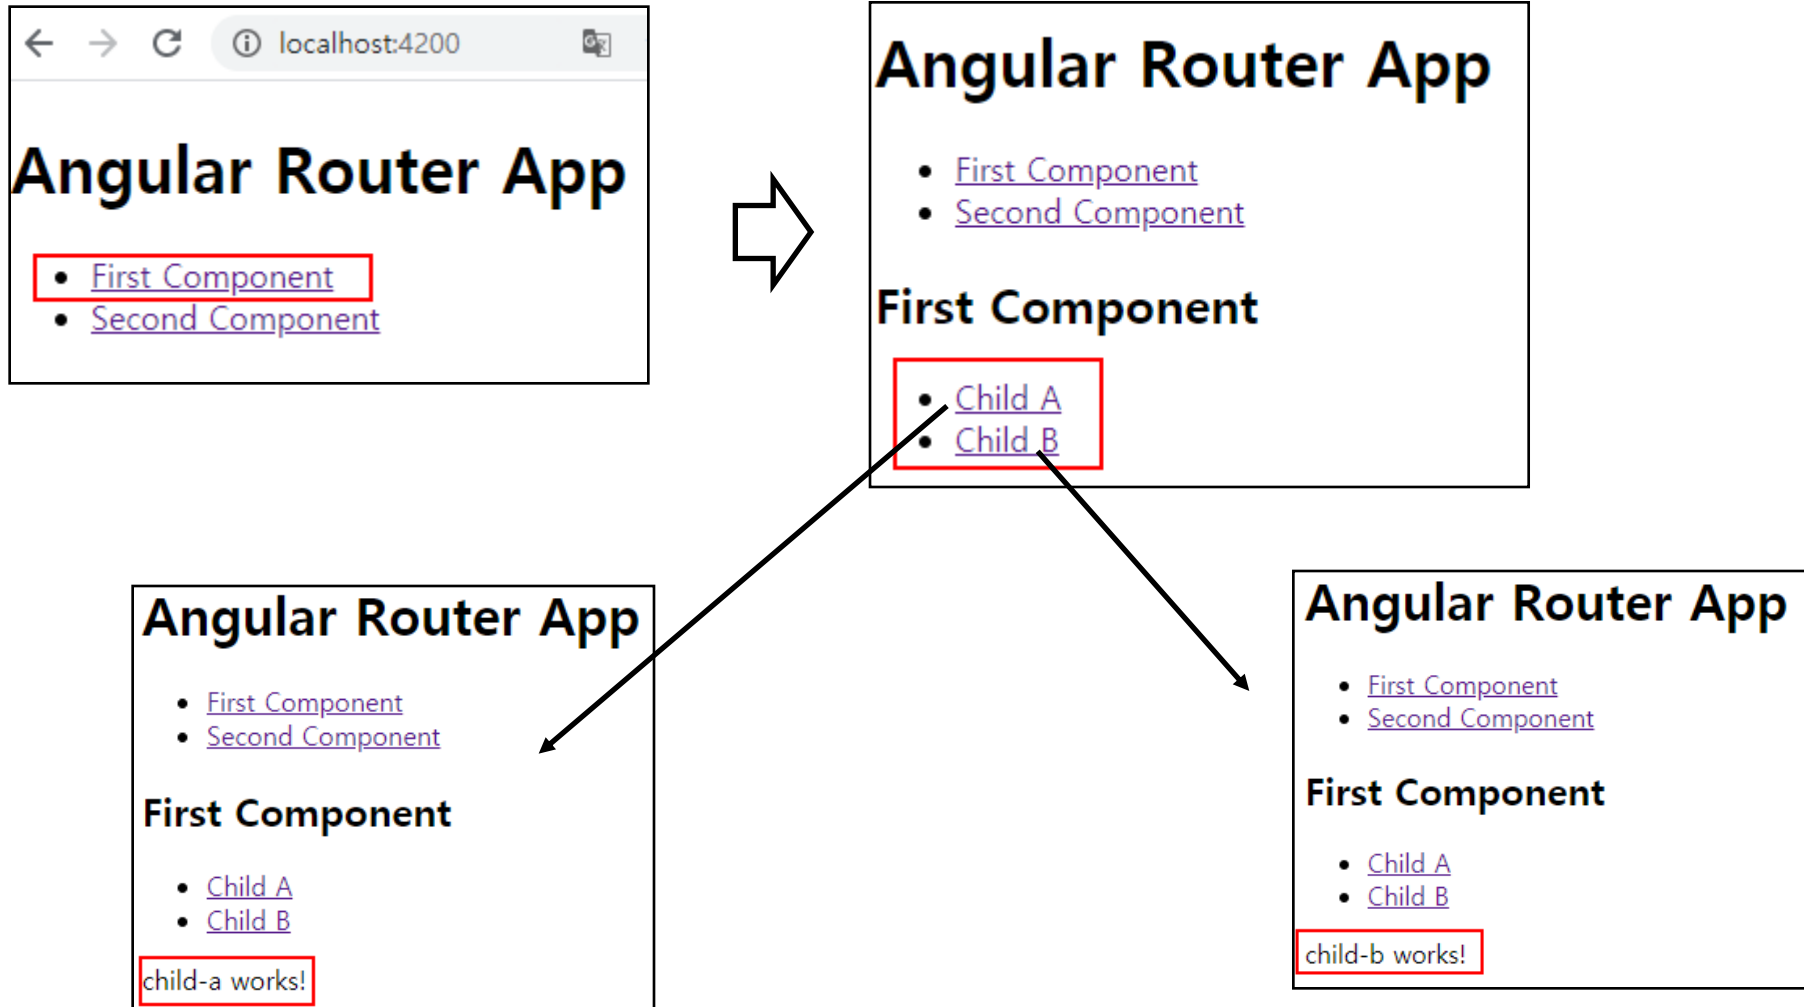 localhost:4200
Angular Router App
First Component
Second Component
Angular Router App
First Component
Second Component
First Component
Child A
Child B
Angular Router App
First Component
Second Component
First Component
Child A
Child B
child-a works!
Angular Router App
First Component
Second Component
First Component
Child A
Child B
child-b works!